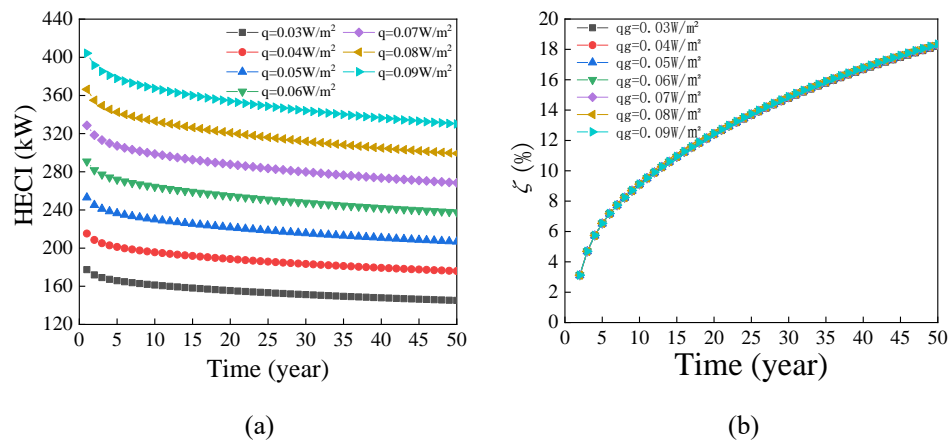 440
400
360
320
280
240
200
160
120
HECI (kW)
q=0.03W/m² q=0.07W/m²
q=0.04W/m² q=0.08W/m²
q=0.05W/m² q=0.09W/m²
q=0.06W/m²
0 5 10 15 20 25 30 35 40 45 50
Time (year)
(a)
20
18
16
14
12
10
8
6
4
2
0
ζ (%)
qg=0.03W/m²
qg=0.04W/m²
qg=0.05W/m²
qg=0.06W/m²
qg=0.07W/m²
qg=0.08W/m²
qg=0.09W/m²
0 5 10 15 20 25 30 35 40 45 50
Time (year)
(b)